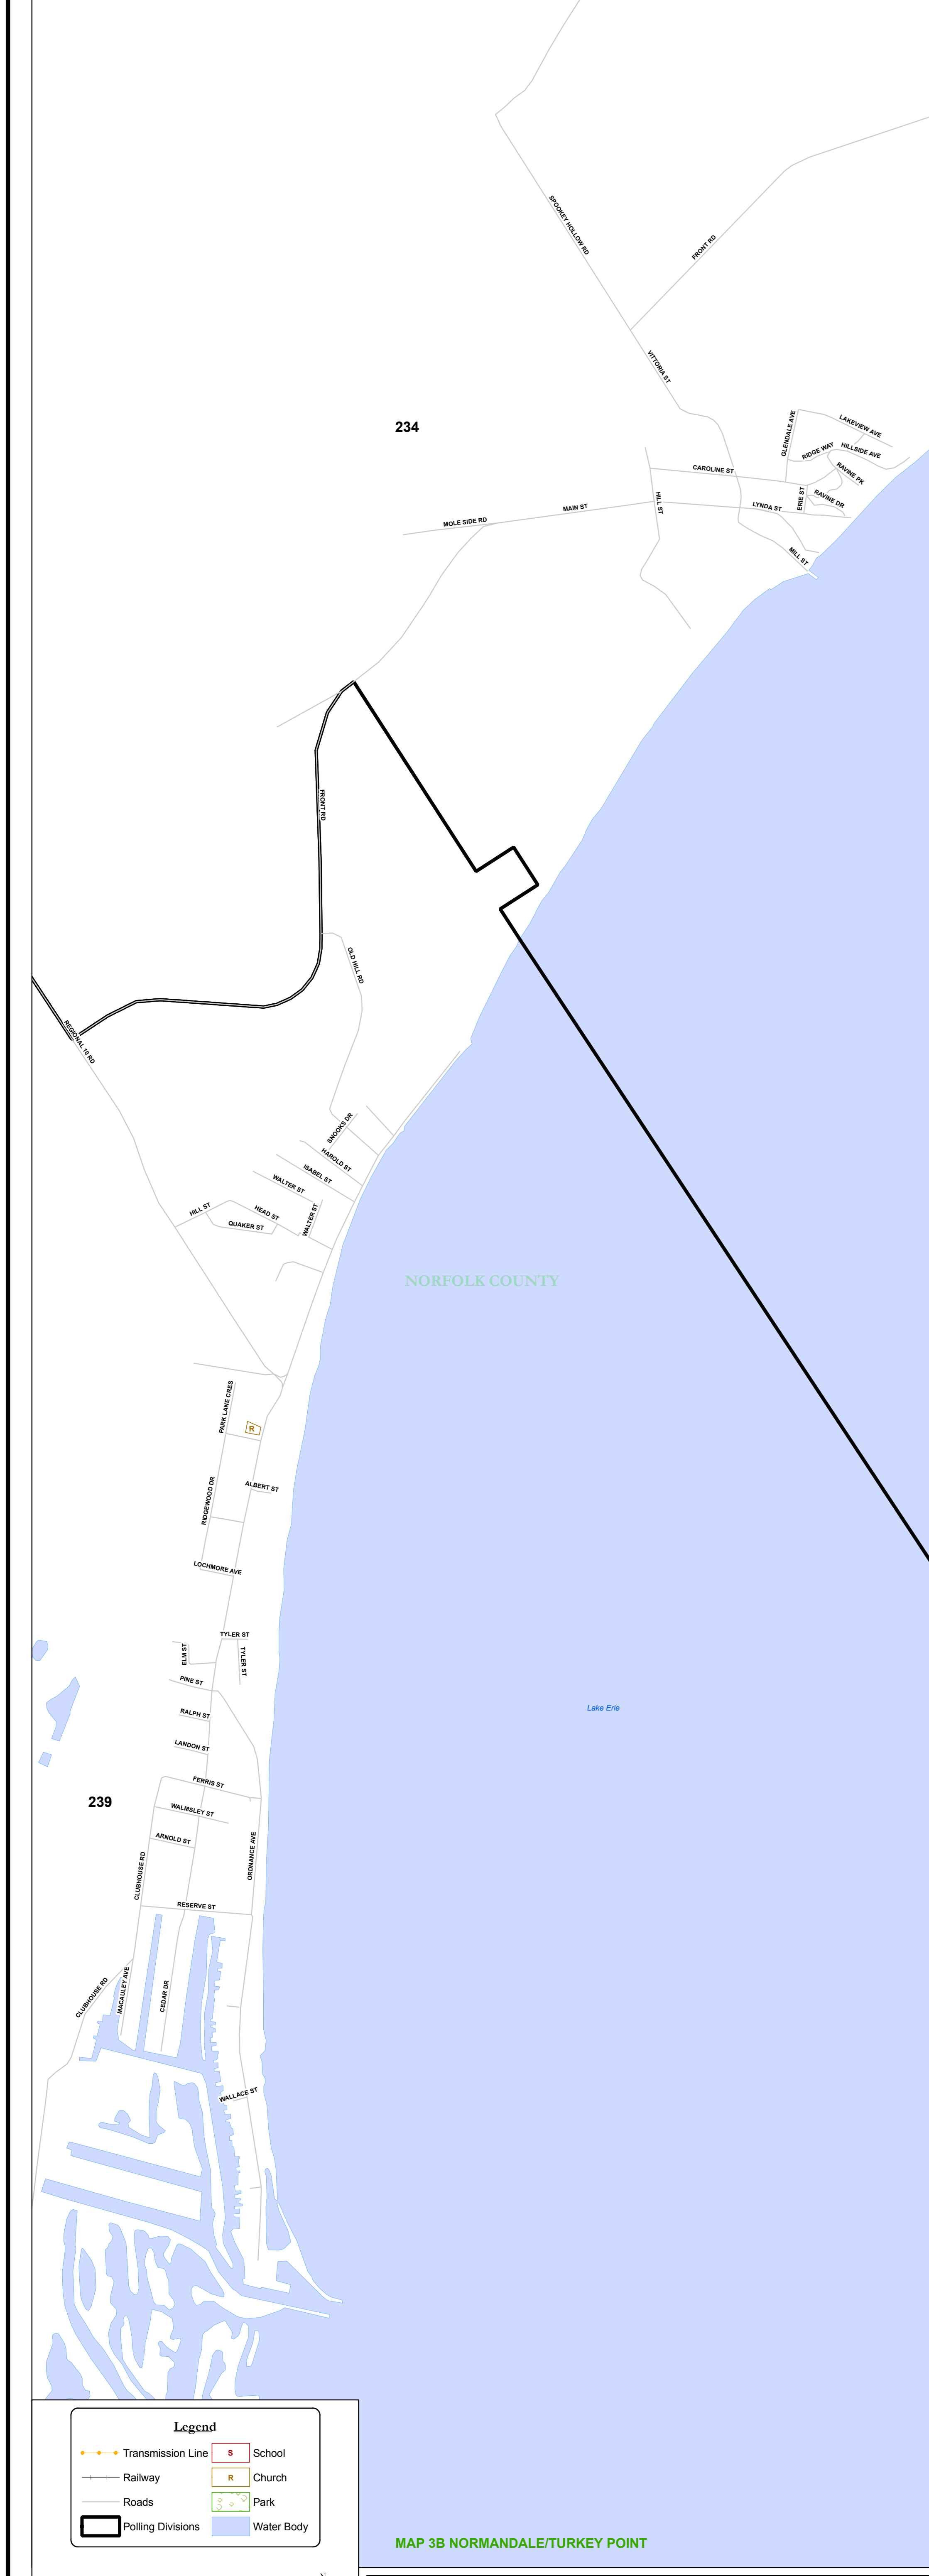 SPOOKEY HOLLOW RD
FRONT RD
VITTORIA ST
234
GLENDALE AVE
LAKEVIEW AVE
RIDGE WAY
HILLSIDE AVE
CAROLINE ST
RAVINE PK
ERIE ST
RAVINE DR
HILL ST
LYNDA ST
MAIN ST
MOLE SIDE RD
MILL ST
FRONT RD
OLD HILL RD
REGIONAL 10 RD
SNOOKS DR
HAROLD ST
ISABEL ST
WALTER ST
HILL ST
HEAD ST
WALTER ST
QUAKER ST
NORFOLK COUNTY
PARK LANE CRES
R
ALBERT ST
RIDGEWOOD DR
LOCHMORE AVE
TYLER ST
ELM ST
TYLER ST
PINE ST
Lake Erie
RALPH ST
LANDON ST
FERRIS ST
239
WALMSLEY ST
ARNOLD ST
ORDNANCE AVE
CLUBHOUSE RD
RESERVE ST
CLUBHOUSE RD
MACAULEY AVE
CEDAR DR
WALLACE ST
Legend
Transmission Line
S School
Railway
R Church
Roads
Park
Polling Divisions
Water Body
MAP 3B NORMANDALE/TURKEY POINT
N